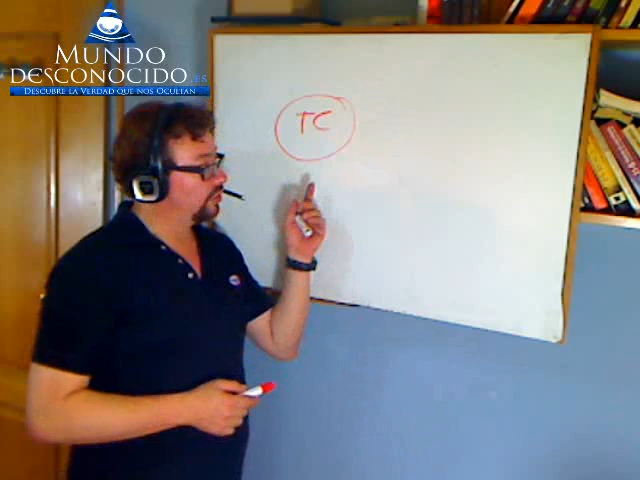 MUNDO
DESCONOCIDO.ES
DESCUBRE LA VERDAD QUE NOS OCULTAN
TC